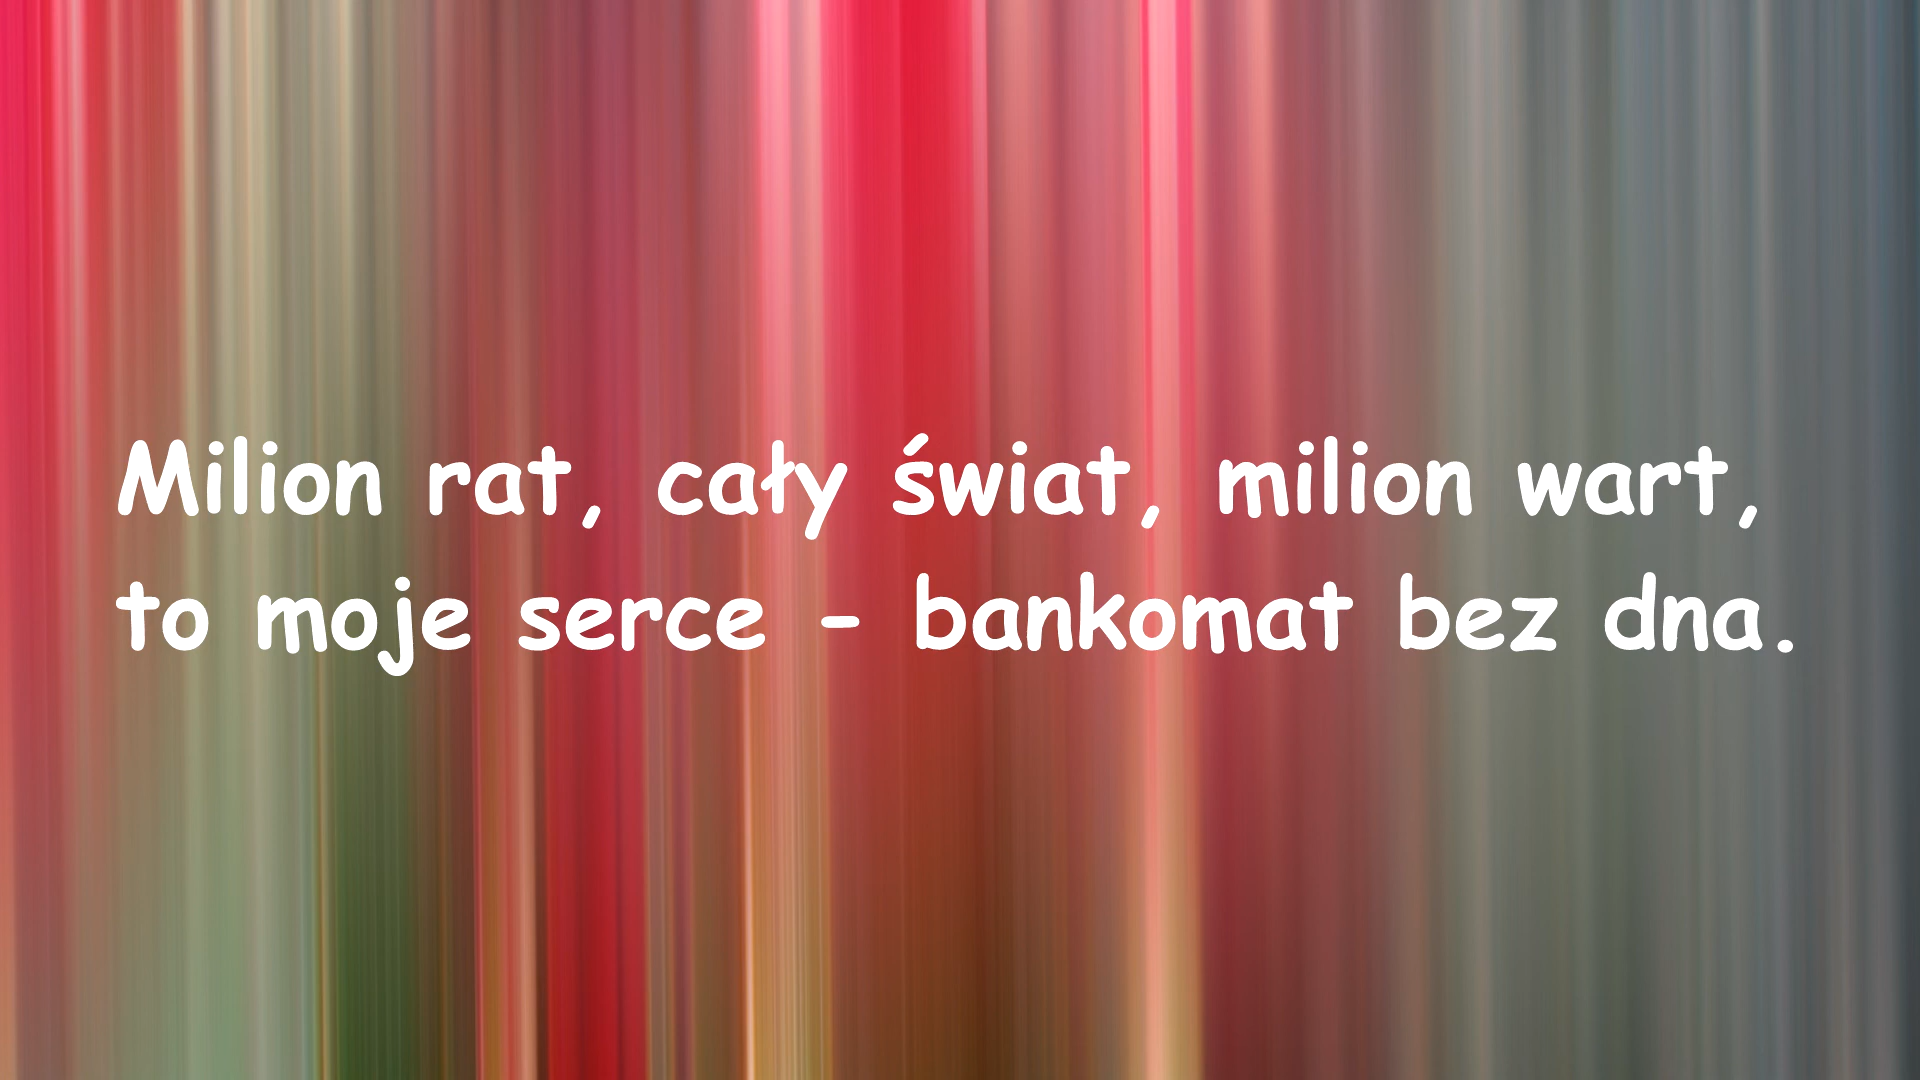 Milion rat, cały świat, milion wart,
to moje serce - bankomat bez dna.